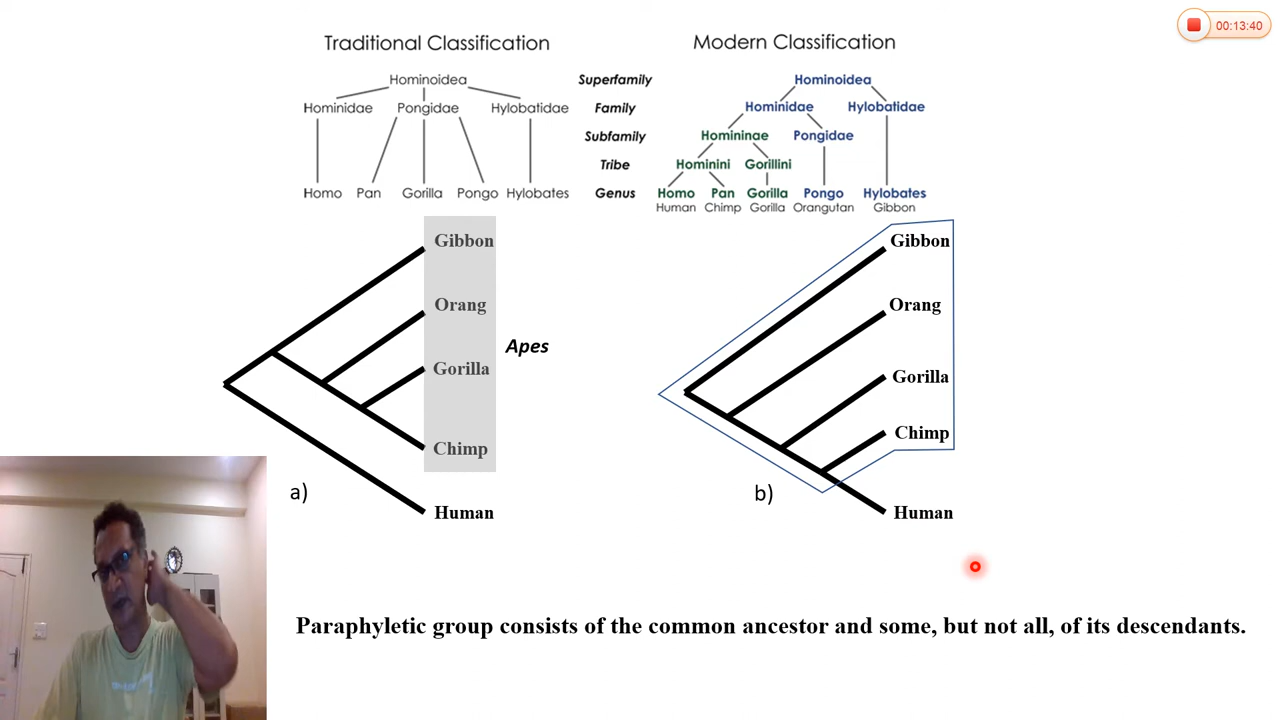 00:13:40
Traditional Classification
Hominoidea
Hominidae Pongidae Hylobatidae
Homo Pan Gorilla Pongo Hylobates
Superfamily
Family
Subfamily
Tribe
Genus
Modern Classification
Hominoidea
Hominidae Hylobatidae
Homininae Pongidae
Hominini Gorillini
Homo Pan Gorilla Pongo Hylobates
Human Chimp Gorilla Orangutan Gibbon
Gibbon
Orang
Gorilla
Chimp
Human
Apes
a)
Gibbon
Orang
Gorilla
Chimp
Human
b)
Paraphyletic group consists of the common ancestor and some, but not all, of its descendants.